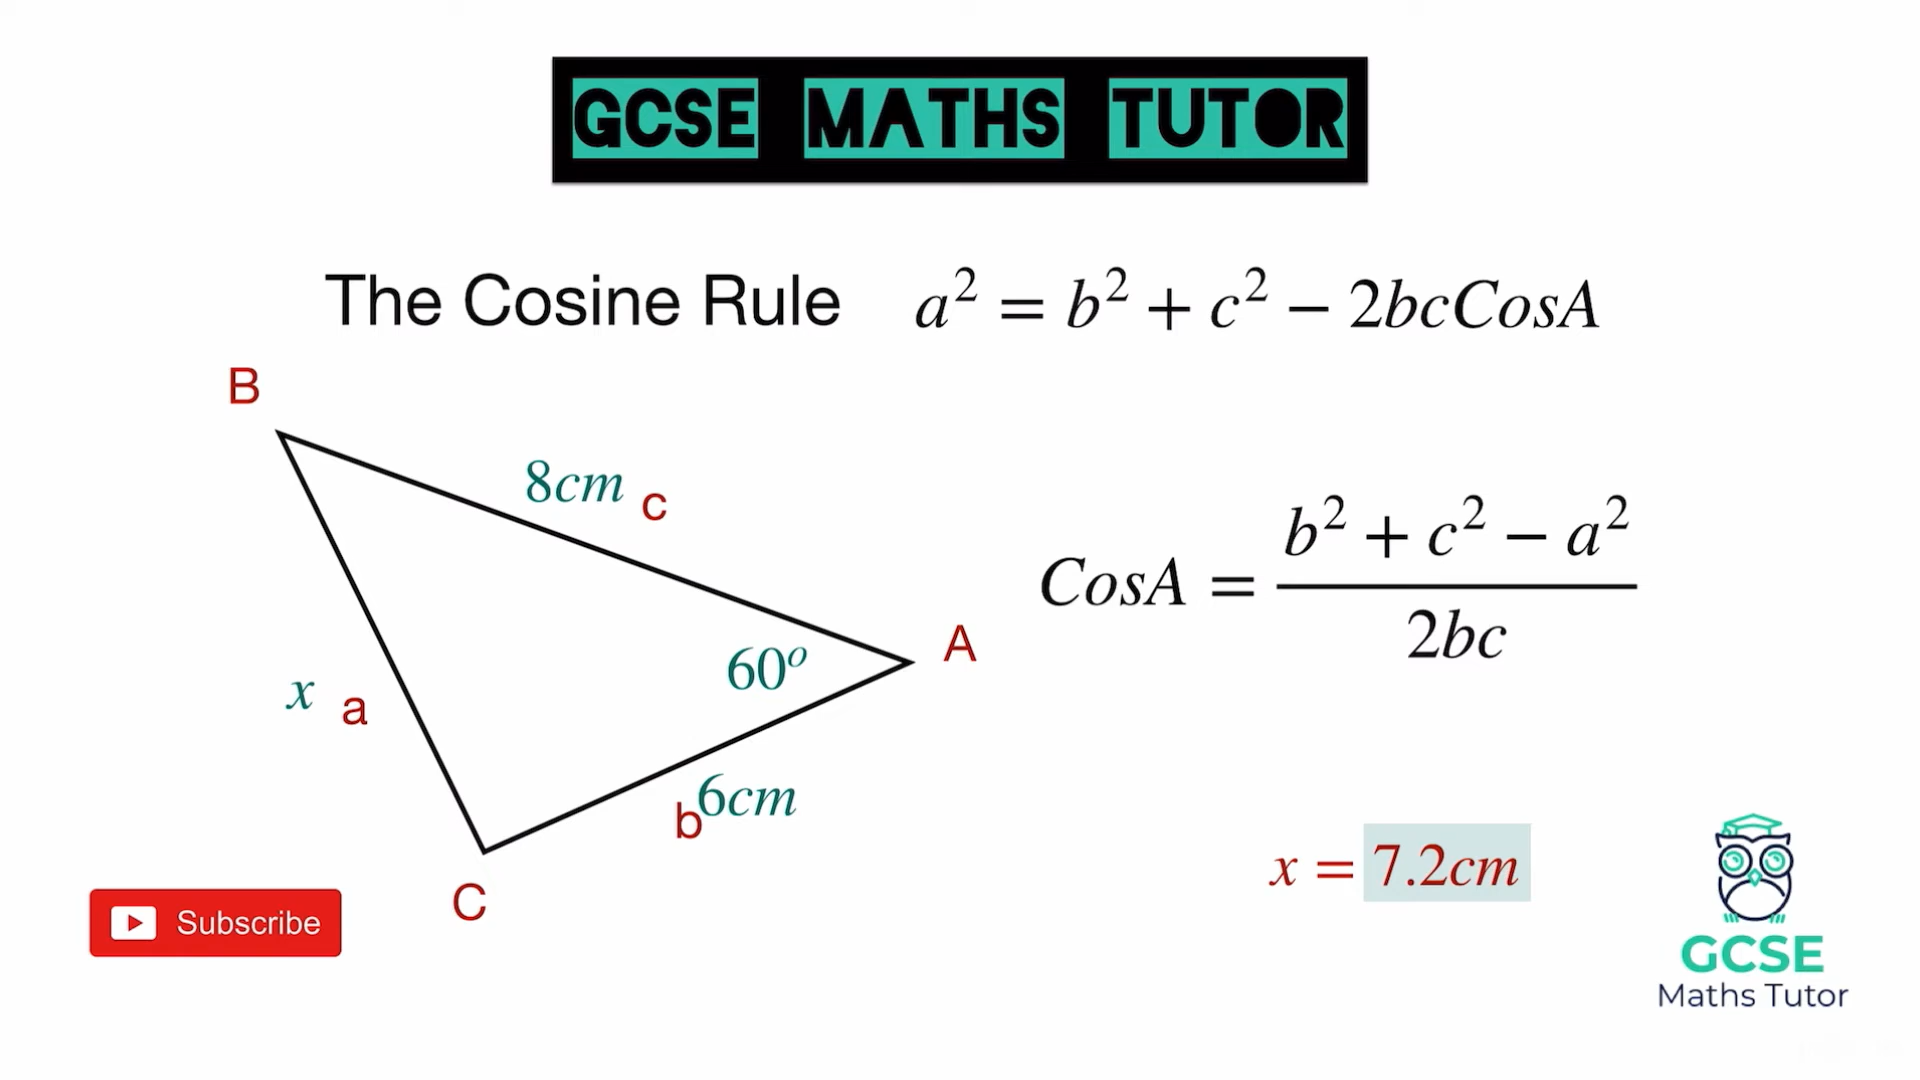 GCSE MATHS TUTOR
The Cosine Rule a² = b² + c² − 2bcCosA
B
8cm c
CosA = \frac{b² + c² − a²}{2bc}
60° A
x a
b 6cm
x = 7.2cm
C
Subscribe
GCSE
Maths Tutor